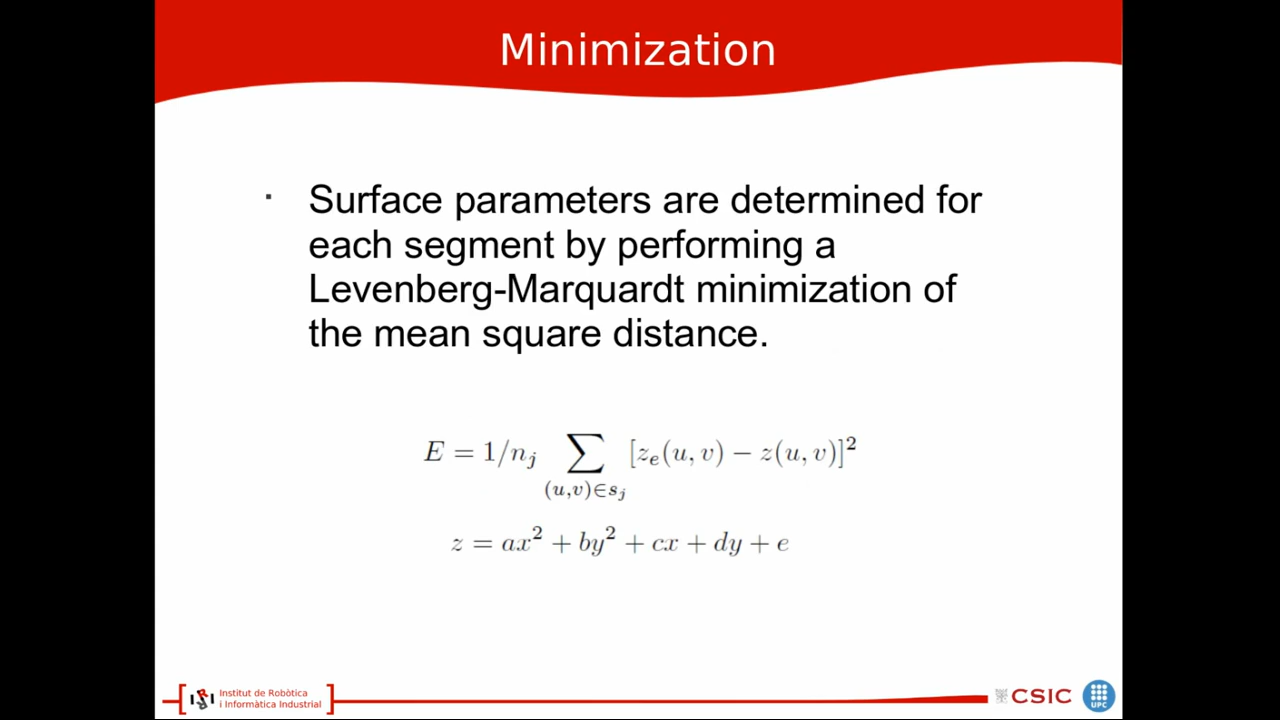 Minimization
▪ Surface parameters are determined for
each segment by performing a
Levenberg-Marquardt minimization of
the mean square distance.
E = 1/n_j ∑_{(u,v)∈s_j} [z_e(u, v) − z(u, v)]^2
z = ax^2 + by^2 + cx + dy + e
IRI
Institut de Robòtica
i Informàtica Industrial
CSIC
UPC